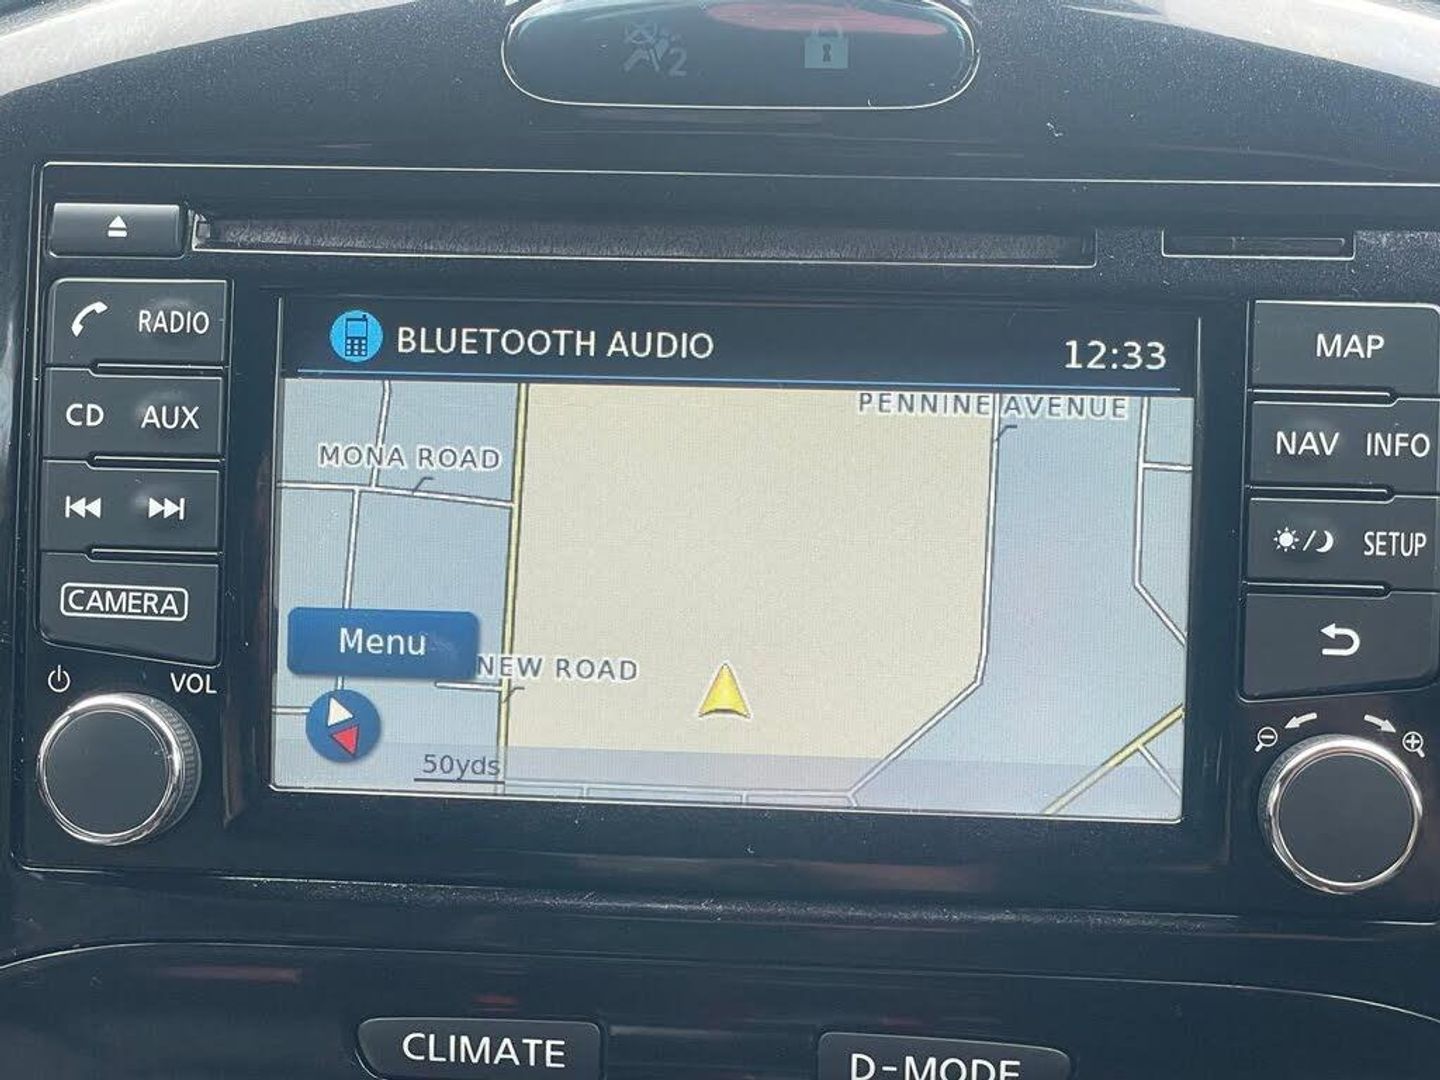 2
RADIO
CD AUX
CAMERA
VOL
BLUETOOTH AUDIO 12:33
PENNINE AVENUE
MONA ROAD
Menu
NEW ROAD
50yds
MAP
NAV INFO
SETUP
CLIMATE
D-MODE